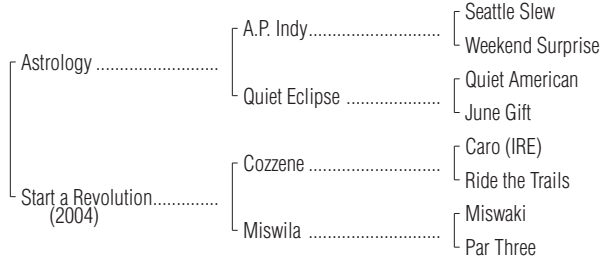 Seattle Slew
A.P. Indy..............................
Weekend Surprise
Astrology ..........................
Quiet American
Quiet Eclipse ....................
June Gift
Caro (IRE)
Cozzene ............................
Ride the Trails
Start a Revolution..............
(2004)
Miswaki
Miswila ............................
Par Three